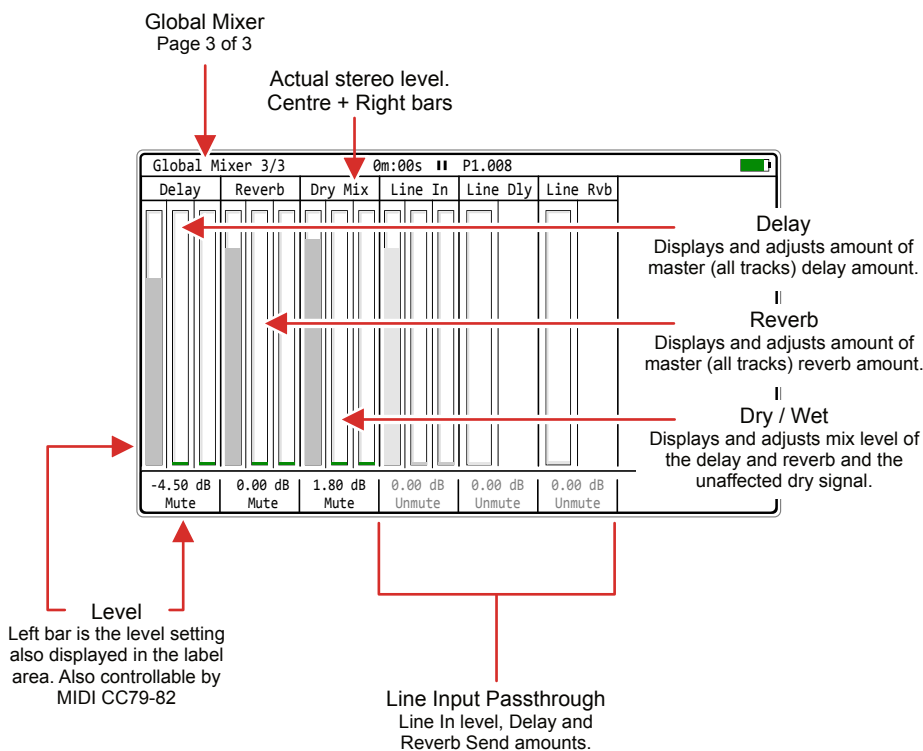 Global Mixer
Page 3 of 3
Actual stereo level.
Centre + Right bars
Global Mixer 3/3 0m:00s P1.008
Delay Reverb Dry Mix Line In Line Dly Line Rvb
Delay
Displays and adjusts amount of
master (all tracks) delay amount.
Reverb
Displays and adjusts amount of
master (all tracks) reverb amount.
Dry / Wet
Displays and adjusts mix level of
the delay and reverb and the
unaffected dry signal.
-4.50 dB 0.00 dB 1.80 dB 0.00 dB 0.00 dB 0.00 dB
Mute Mute Mute Unmute Unmute Unmute
Level
Left bar is the level setting
also displayed in the label
area. Also controllable by
MIDI CC79-82
Line Input Passthrough
Line In level, Delay and
Reverb Send amounts.